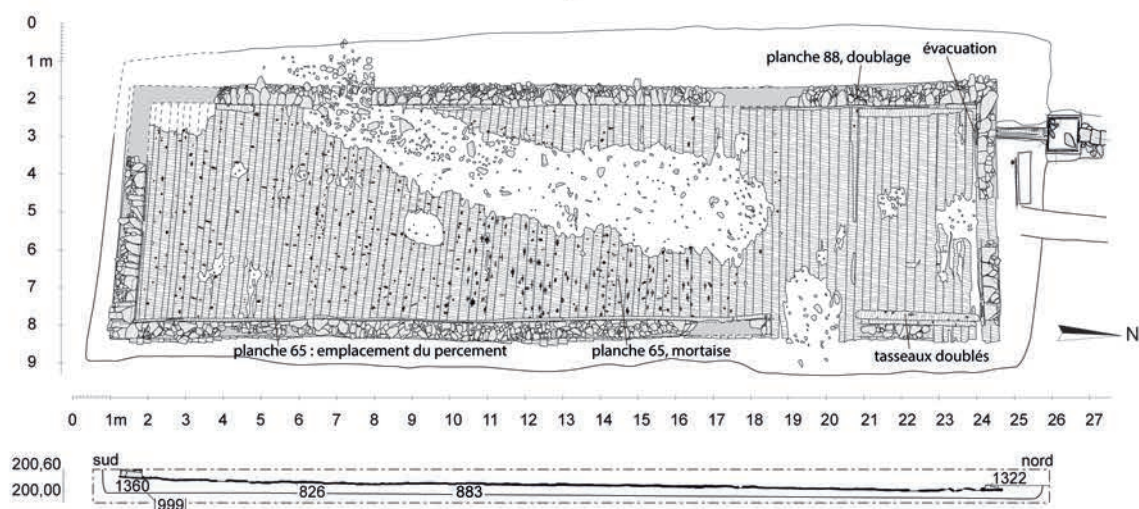 0
1 m
2
3
4
5
6
7
8
9
planche 88, doublage
évacuation
planche 65 : emplacement du percement
planche 65, mortaise
tasseaux doublés
N
0 1m 2 3 4 5 6 7 8 9 10 11 12 13 14 15 16 17 18 19 20 21 22 23 24 25 26 27
200,60
200,00
sud
nord
1360
826
883
1322
999